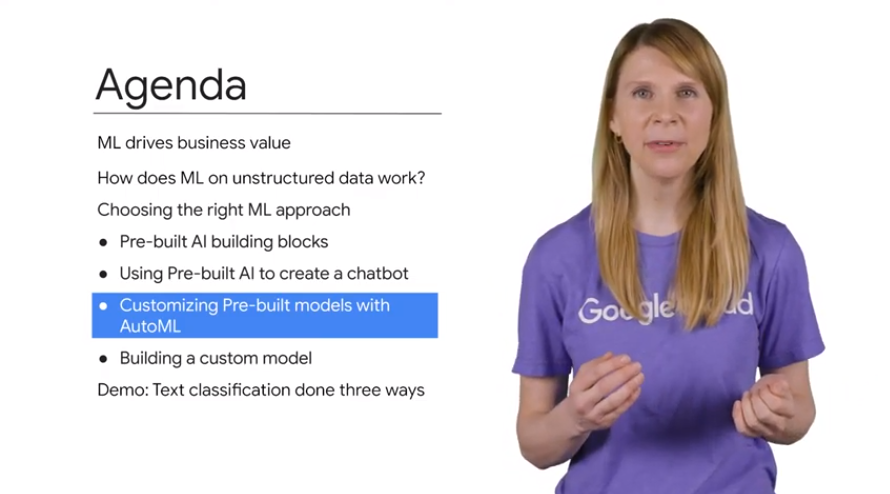 Agenda
ML drives business value
How does ML on unstructured data work?
Choosing the right ML approach
● Pre-built AI building blocks
● Using Pre-built AI to create a chatbot
● Customizing Pre-built models with
AutoML
● Building a custom model
Demo: Text classification done three ways